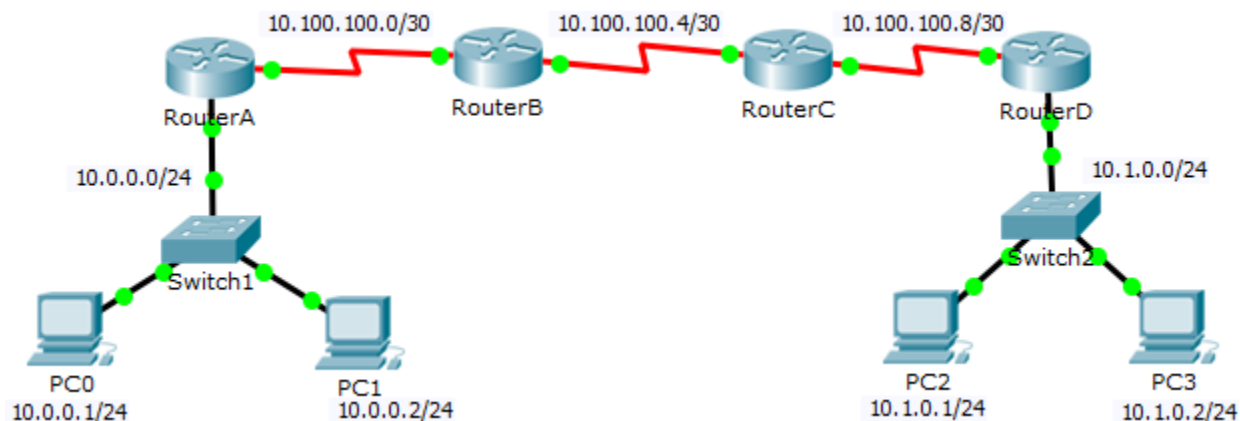 10.100.100.0/30
10.100.100.4/30
10.100.100.8/30
RouterA
RouterB
RouterC
RouterD
10.0.0.0/24
10.1.0.0/24
Switch1
Switch2
PC0
10.0.0.1/24
PC1
10.0.0.2/24
PC2
10.1.0.1/24
PC3
10.1.0.2/24